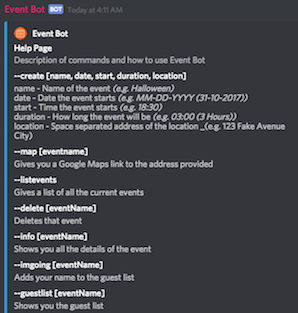 Event Bot BOT Today at 4:11 AM
Event Bot
Help Page
Description of commands and how to use Event Bot
--create [name, date, start, duration, location]
name - Name of the event (e.g. Halloween)
date - Date the event starts (e.g. MM-DD-YYYY (31-10-2017))
start - Time the event starts (e.g. 18:30)
duration - How long the event will be (e.g. 03:00 (3 Hours,))
location - Space separated address of the location _(e.g. 123 Fake Avenue
City)
--map [eventname]
Gives you a Google Maps link to the address provided
--listevents
Gives a list of all the current events
--delete [eventName]
Deletes that event
--info [eventName]
Shows you all the details of the event
--imgoing [eventName]
Adds your name to the guest list
--guestlist [eventName]
Shows you the guest list